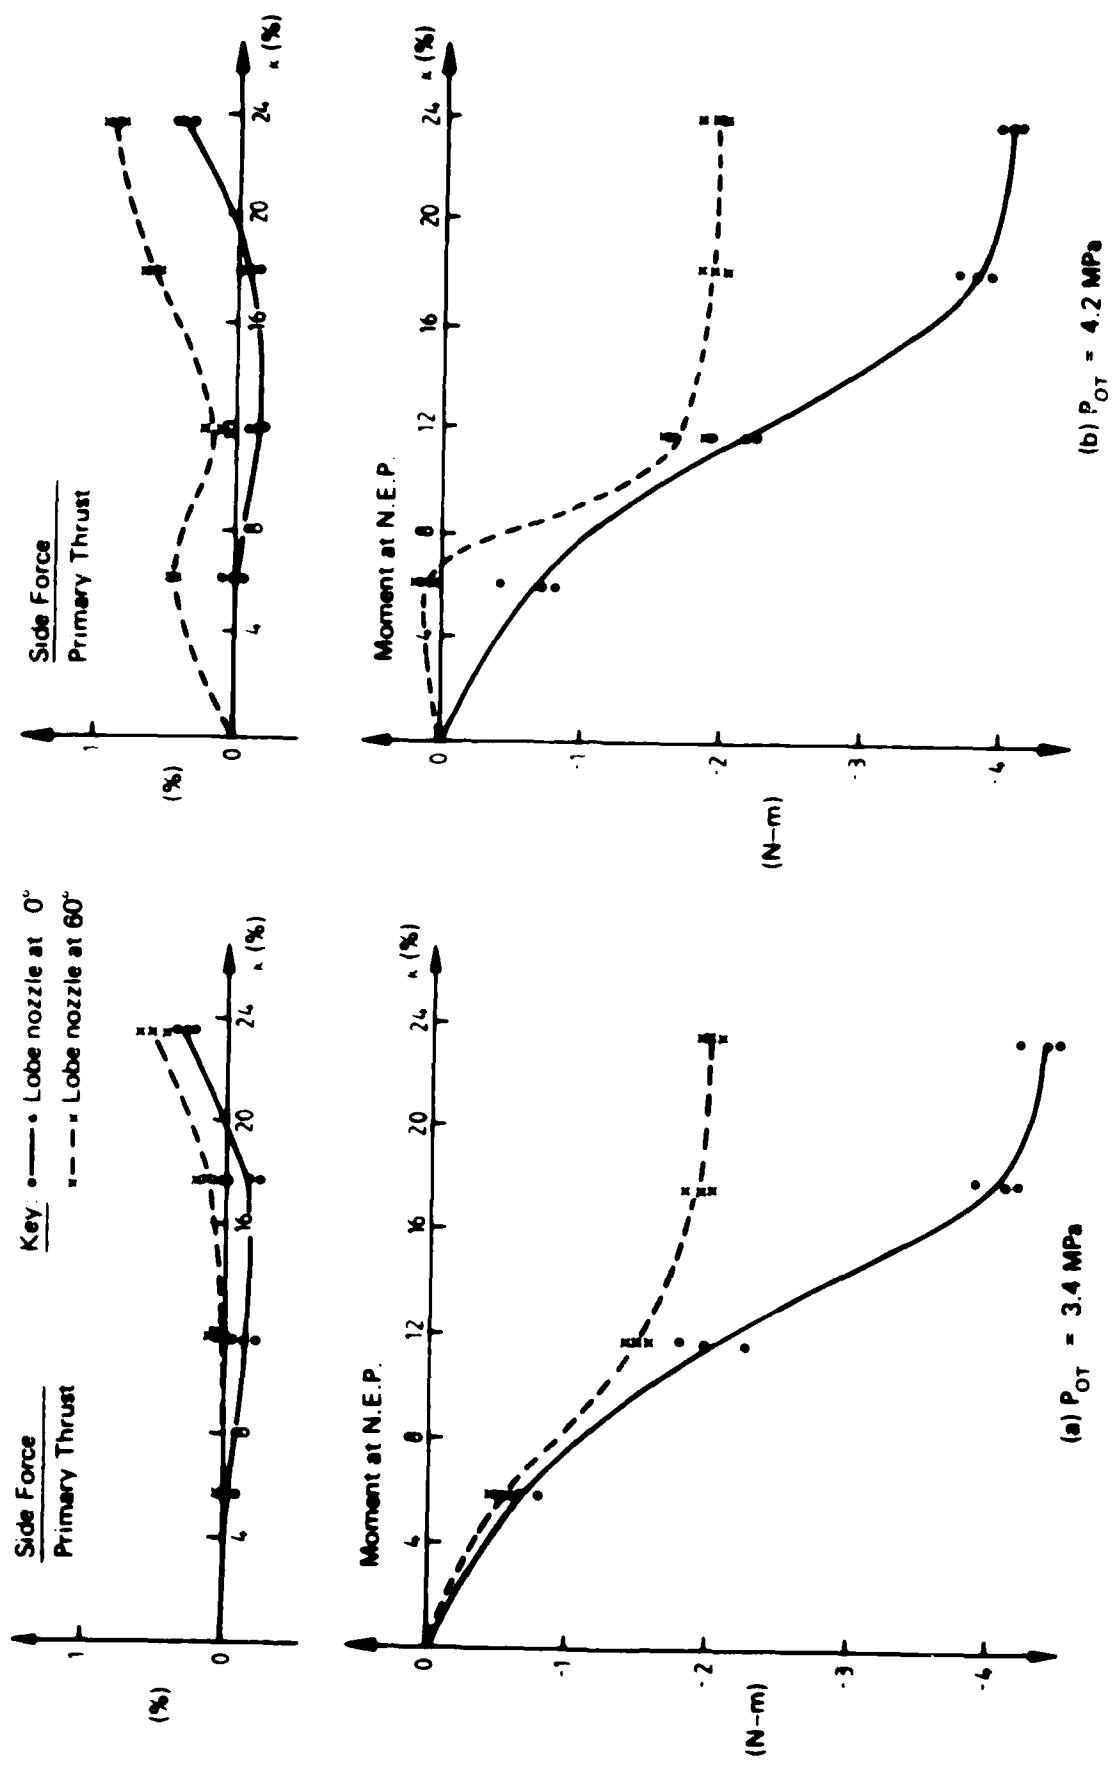 Key: Lobe nozzle at 0°
Lobe nozzle at 60°
Side Force
Primary Thrust
(%)
1
0
4
8
12
16
20
24
κ (%)
Moment at N.E.P.
(N-m)
0
-1
-2
-3
-4
4
8
12
16
20
24
κ (%)
(a) P_OT = 3.4 MPa
Side Force
Primary Thrust
(%)
1
0
4
8
12
16
20
24
κ (%)
Moment at N.E.P.
(N-m)
0
-1
-2
-3
-4
4
8
12
16
20
24
κ (%)
(b) P_OT = 4.2 MPa